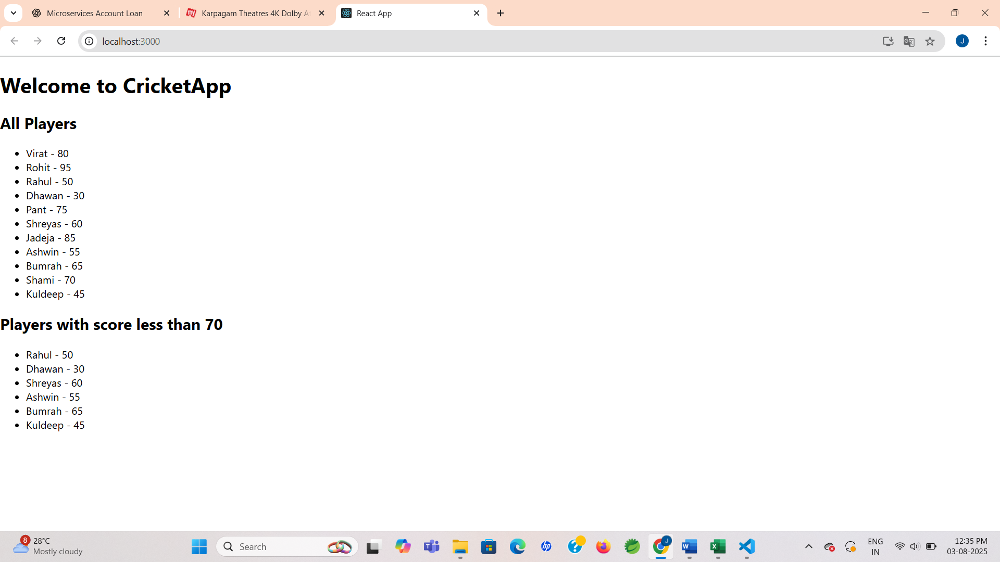 Microservices Account Loan
Karpagam Theatres 4K Dolby At
React App
localhost:3000
J
Welcome to CricketApp
All Players
Virat - 80
Rohit - 95
Rahul - 50
Dhawan - 30
Pant - 75
Shreyas - 60
Jadeja - 85
Ashwin - 55
Bumrah - 65
Shami - 70
Kuldeep - 45
Players with score less than 70
Rahul - 50
Dhawan - 30
Shreyas - 60
Ashwin - 55
Bumrah - 65
Kuldeep - 45
8
28°C
Mostly cloudy
Search
ENG
IN
12:35 PM
03-08-2025